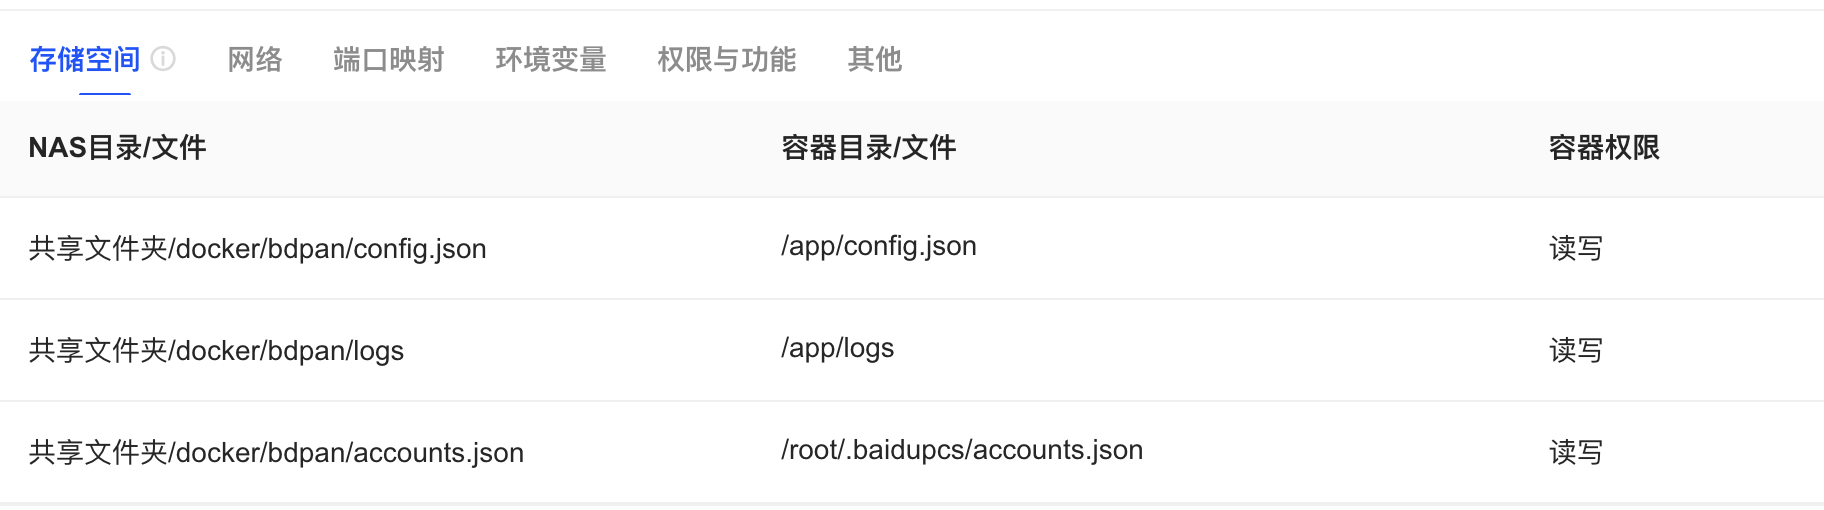 存储空间 网络 端口映射 环境变量 权限与功能 其他
NAS目录/文件 容器目录/文件 容器权限
共享文件夹/docker/bdpan/config.json /app/config.json 读写
共享文件夹/docker/bdpan/logs /app/logs 读写
共享文件夹/docker/bdpan/accounts.json /root/.baidupcs/accounts.json 读写